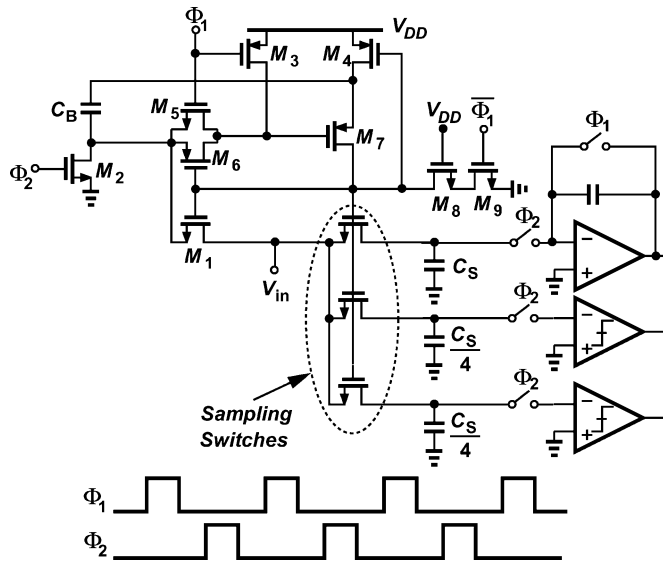 Φ1
VDD
M3
M4
CB
M5
M7
VDD
Φ1
Φ1
M6
Φ2
M2
M8
M9
Φ2
M1
Vin
CS
−
+
Φ2
CS
4
−
+
Φ2
Sampling
Switches
CS
4
−
+
Φ1
Φ2